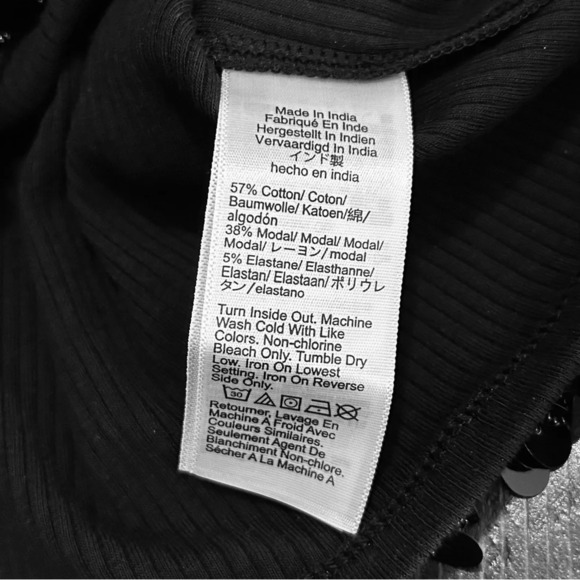 Made In India
Fabriqué En Inde
Hergestellt In Indien
Vervaardigd In India
インド製
hecho en india
57% Cotton/ Coton/
Baumwolle/ Katoen/綿/
algodón
38% Modal/ Modal/ Modal/
Modal/レーヨン/modal
5% Elastane/ Elasthanne/
Elastan/ Elastaan/ポリウレ
タン/elastano
Turn Inside Out. Machine
Wash Cold With Like
Colors. Non-chlorine
Bleach Only. Tumble Dry
Low. Iron On Lowest
Setting. Iron On Reverse
Side Only.
30
Retourner, Lavage En
Machine A Froid Avec
Couleurs Similaires.
Seulement Agent De
Blanchiment Non-chlore.
Sécher A La Machine A